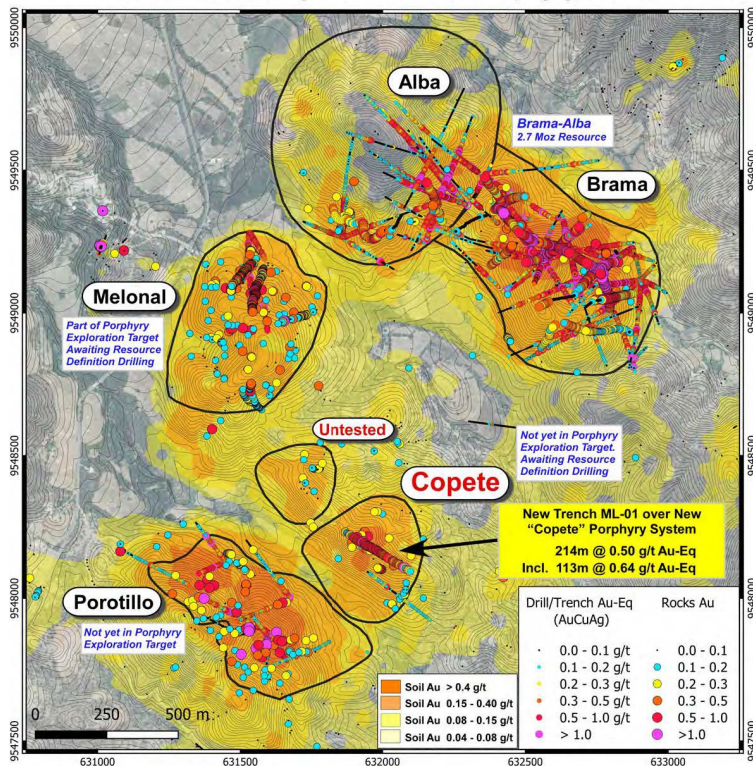 9550000
9550000
Alba
Brama-Alba
2.7 Moz Resource
Brama
9549500
9549500
Melonal
Part of Porphyry
Exploration Target
Awaiting Resource
Definition Drilling
9549000
9549000
Untested
Not yet in Porphyry
Exploration Target.
Awaiting Resource
Definition Drilling
9548500
9548500
Copete
New Trench ML-01 over New
“Copete” Porphyry System
214m @ 0.50 g/t Au-Eq
Incl. 113m @ 0.64 g/t Au-Eq
9548000
9548000
Porotillo
Not yet in Porphyry
Exploration Target
Drill/Trench Au-Eq
(AuCuAg)
0.0 - 0.1 g/t
0.1 - 0.2 g/t
0.2 - 0.3 g/t
0.3 - 0.5 g/t
0.5 - 1.0 g/t
> 1.0
Rocks Au
0.0 - 0.1
0.1 - 0.2
0.2 - 0.3
0.3 - 0.5
0.5 - 1.0
>1.0
Soil Au > 0.4 g/t
Soil Au 0.15 - 0.40 g/t
Soil Au 0.08 - 0.15 g/t
Soil Au 0.04 - 0.08 g/t
0 250 500 m
9547500
9547500
631000 631500 632000 632500 633000